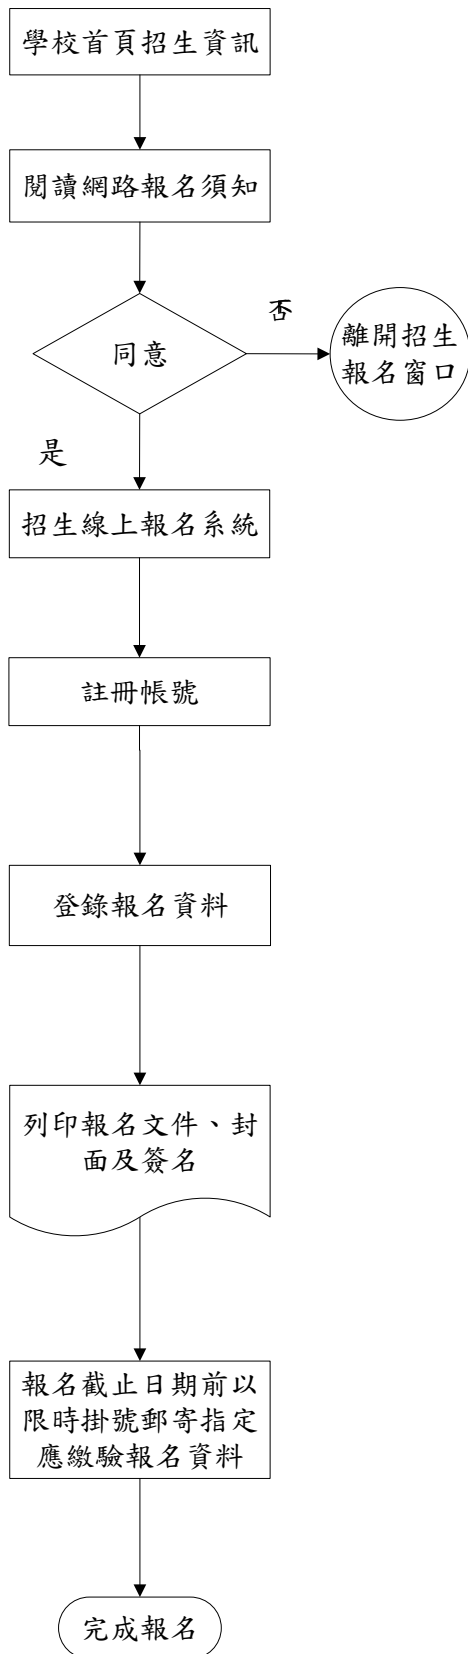 學校首頁招生資訊
閱讀網路報名須知
同意
否
離開招生
報名窗口
是
招生線上報名系統
註冊帳號
登錄報名資料
列印報名文件、封
面及簽名
報名截止日期前以
限時掛號郵寄指定
應繳驗報名資料
完成報名